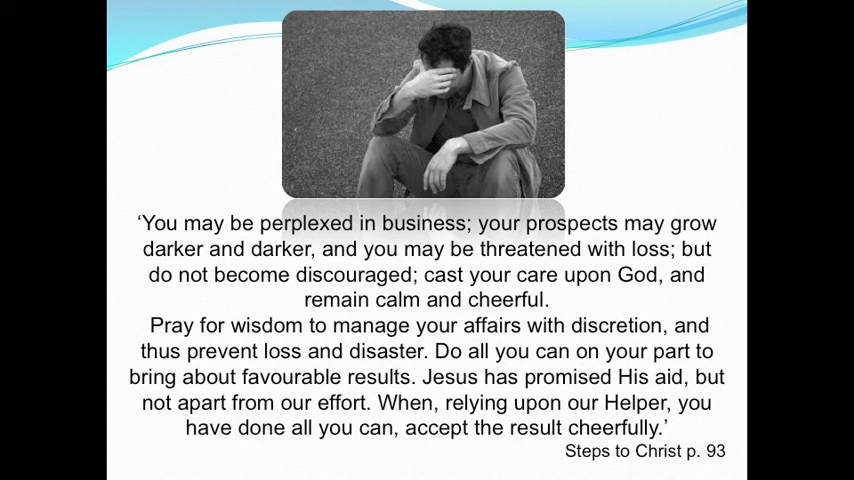 ‘You may be perplexed in business; your prospects may grow
darker and darker, and you may be threatened with loss; but
do not become discouraged; cast your care upon God, and
remain calm and cheerful.
Pray for wisdom to manage your affairs with discretion, and
thus prevent loss and disaster. Do all you can on your part to
bring about favourable results. Jesus has promised His aid, but
not apart from our effort. When, relying upon our Helper, you
have done all you can, accept the result cheerfully.’
Steps to Christ p. 93